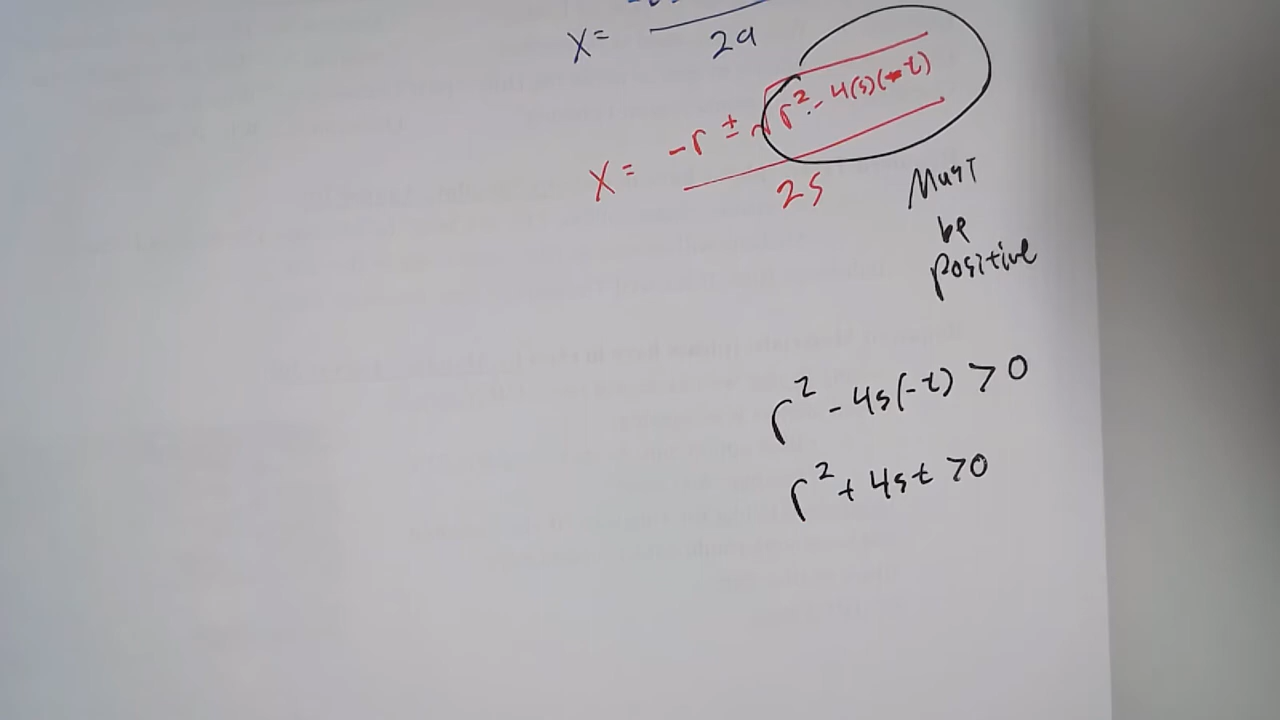 X = 2a
X = -r ± √r² - 4(s)(-t)
2s
Must
be
positive
r² - 4s(-t) > 0
r² + 4st > 0